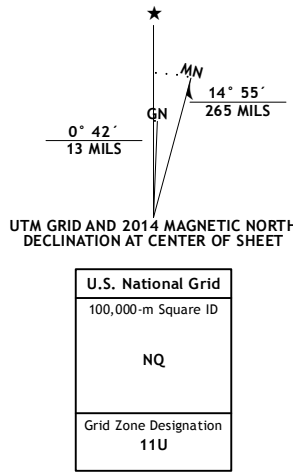 MN
GN
14° 55´
265 MILS
0° 42´
13 MILS
UTM GRID AND 2014 MAGNETIC NORTH
DECLINATION AT CENTER OF SHEET
U.S. National Grid
100,000-m Square ID
NQ
Grid Zone Designation
11U